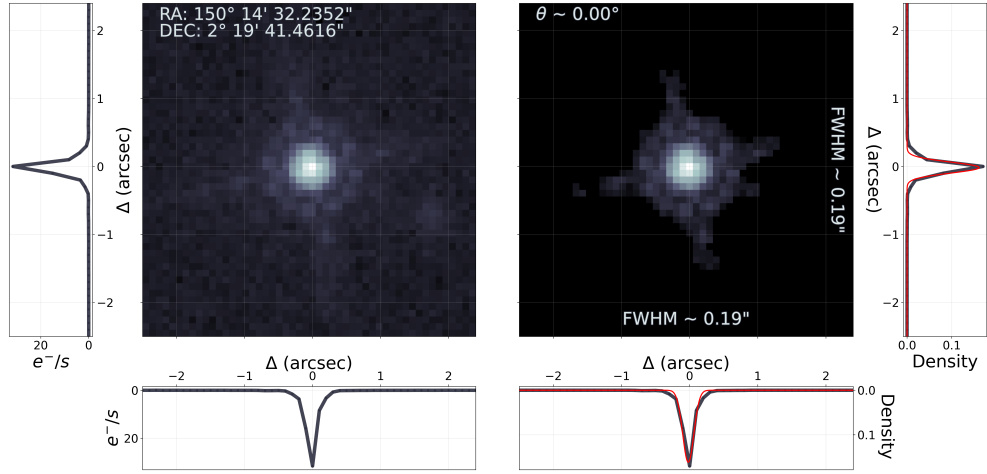 RA: 150° 14' 32.2352"
DEC: 2° 19' 41.4616"
θ ~ 0.00°
2
1
0
−1
−2
Δ (arcsec)
FWHM ~ 0.19"
Δ (arcsec)
2
1
0
−1
−2
FWHM ~ 0.19"
20 0
e⁻/s
0.0 0.1
Density
Δ (arcsec)
−2 −1 0 1 2
0
20
e⁻/s
Δ (arcsec)
−2 −1 0 1 2
0.0
0.1
Density